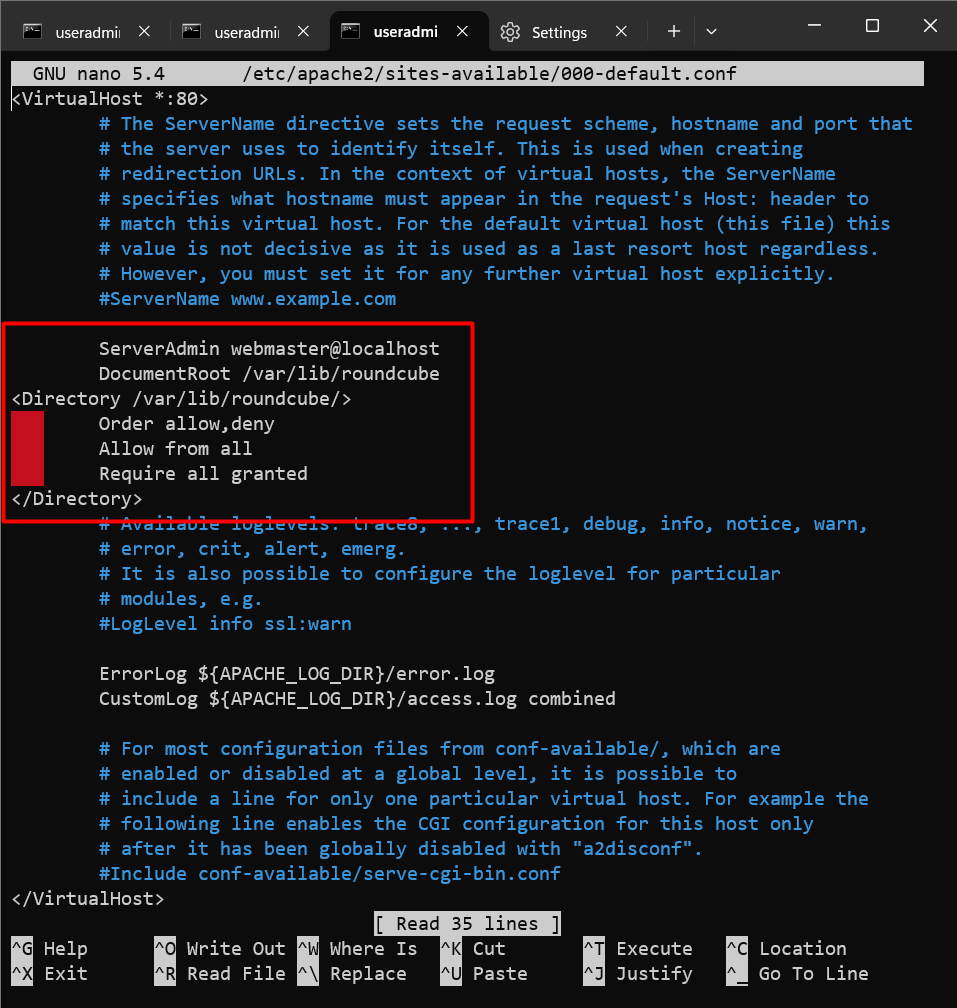 useradmi useradmi useradmi Settings
GNU nano 5.4 /etc/apache2/sites-available/000-default.conf
<VirtualHost *:80>
# The ServerName directive sets the request scheme, hostname and port that
# the server uses to identify itself. This is used when creating
# redirection URLs. In the context of virtual hosts, the ServerName
# specifies what hostname must appear in the request's Host: header to
# match this virtual host. For the default virtual host (this file) this
# value is not decisive as it is used as a last resort host regardless.
# However, you must set it for any further virtual host explicitly.
#ServerName www.example.com
ServerAdmin webmaster@localhost
DocumentRoot /var/lib/roundcube
<Directory /var/lib/roundcube/>
Order allow,deny
Allow from all
Require all granted
</Directory>
# Available loglevels: trace8, ..., trace1, debug, info, notice, warn,
# error, crit, alert, emerg.
# It is also possible to configure the loglevel for particular
# modules, e.g.
#LogLevel info ssl:warn
ErrorLog ${APACHE_LOG_DIR}/error.log
CustomLog ${APACHE_LOG_DIR}/access.log combined
# For most configuration files from conf-available/, which are
# enabled or disabled at a global level, it is possible to
# include a line for only one particular virtual host. For example the
# following line enables the CGI configuration for this host only
# after it has been globally disabled with "a2disconf".
#Include conf-available/serve-cgi-bin.conf
</VirtualHost>
[ Read 35 lines ]
^G Help ^O Write Out ^W Where Is ^K Cut ^T Execute ^C Location
^X Exit ^R Read File ^\ Replace ^U Paste ^J Justify ^_ Go To Line